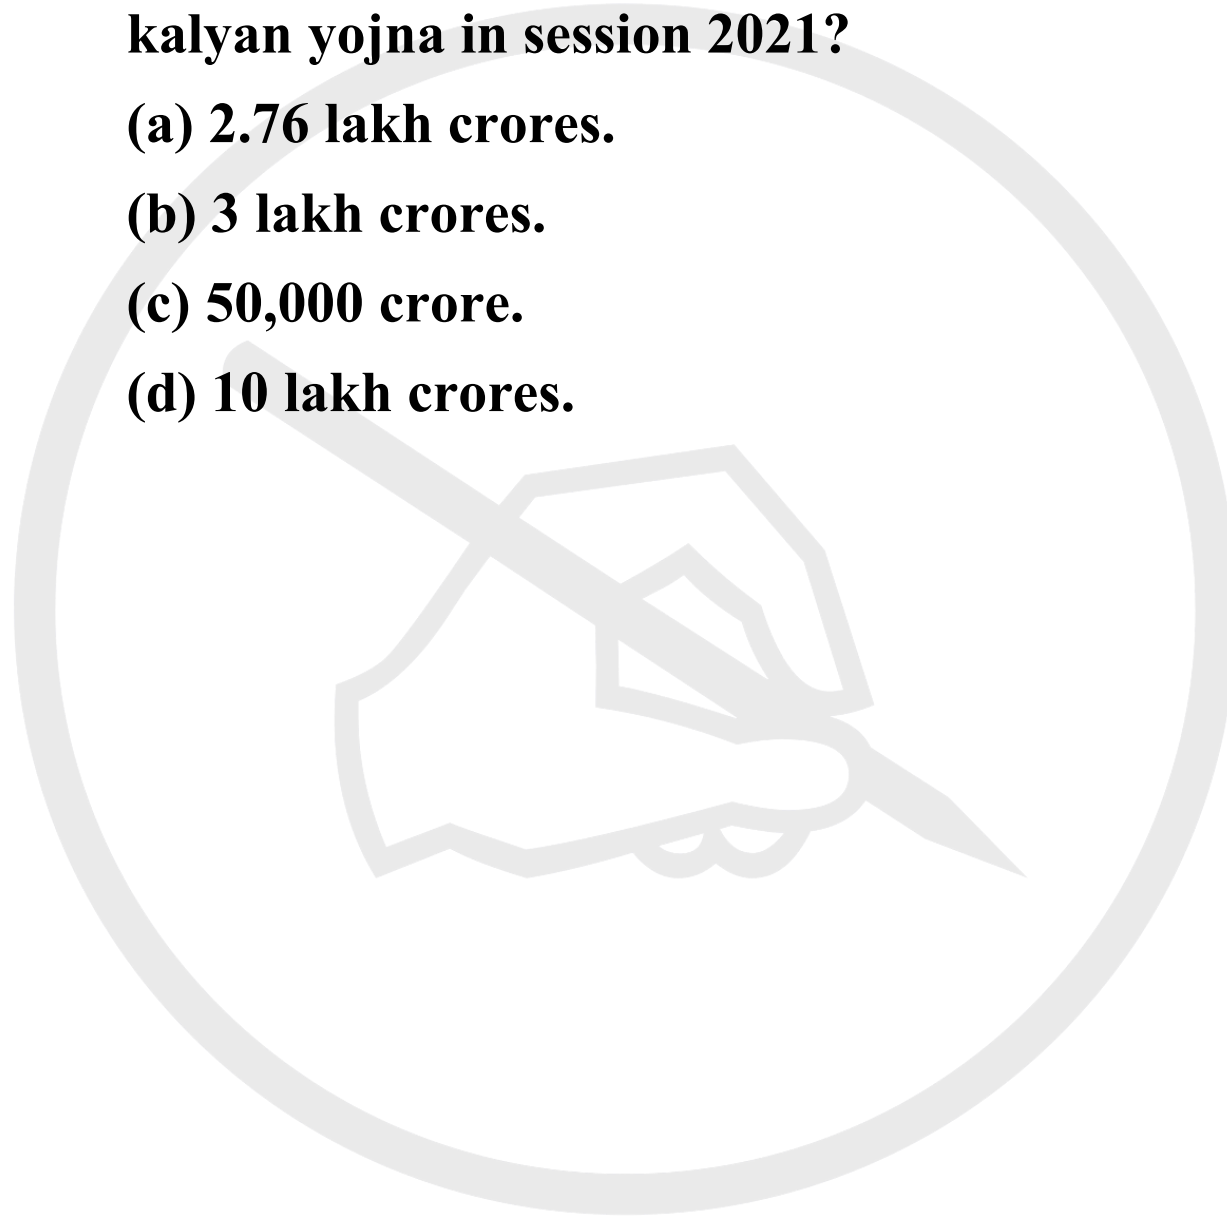 kalyan yojna in session 2021?
(a) 2.76 lakh crores.
(b) 3 lakh crores.
(c) 50,000 crore.
(d) 10 lakh crores.